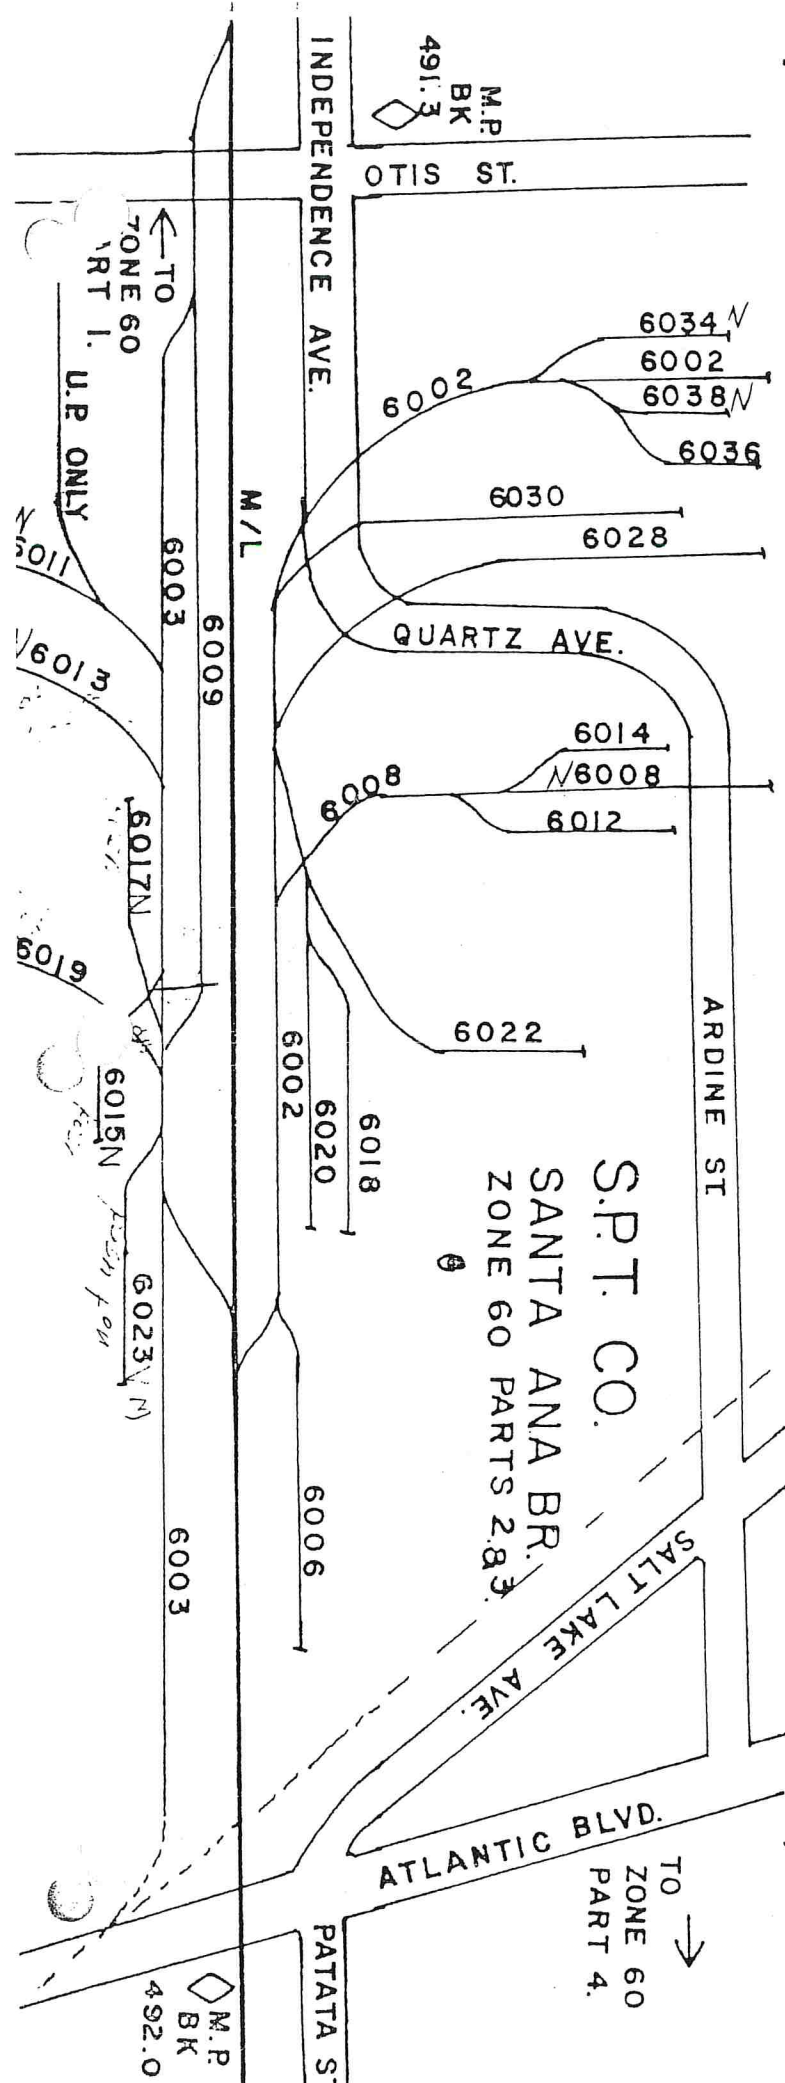 M.P.
BK
491.3
INDEPENDENCE AVE.
OTIS ST.
TO
ZONE 60
RT 1.
U.P. ONLY
6034 N
6002
6038 N
6036
6002
6030
6028
M/L
6003
6009
6011
N
6013
QUARTZ AVE.
6014
N6008
6008
6012
6017N
6109
6022
ARDINE ST.
6002
6020
6018
6015N
S.P.T. CO.
SANTA ANA BR.
ZONE 60 PARTS 2.&3.
6023
6006
6003
SALT LAKE AVE.
ATLANTIC BLVD.
TO
ZONE 60
PART 4.
PATATA ST
M.P.
BK
492.0